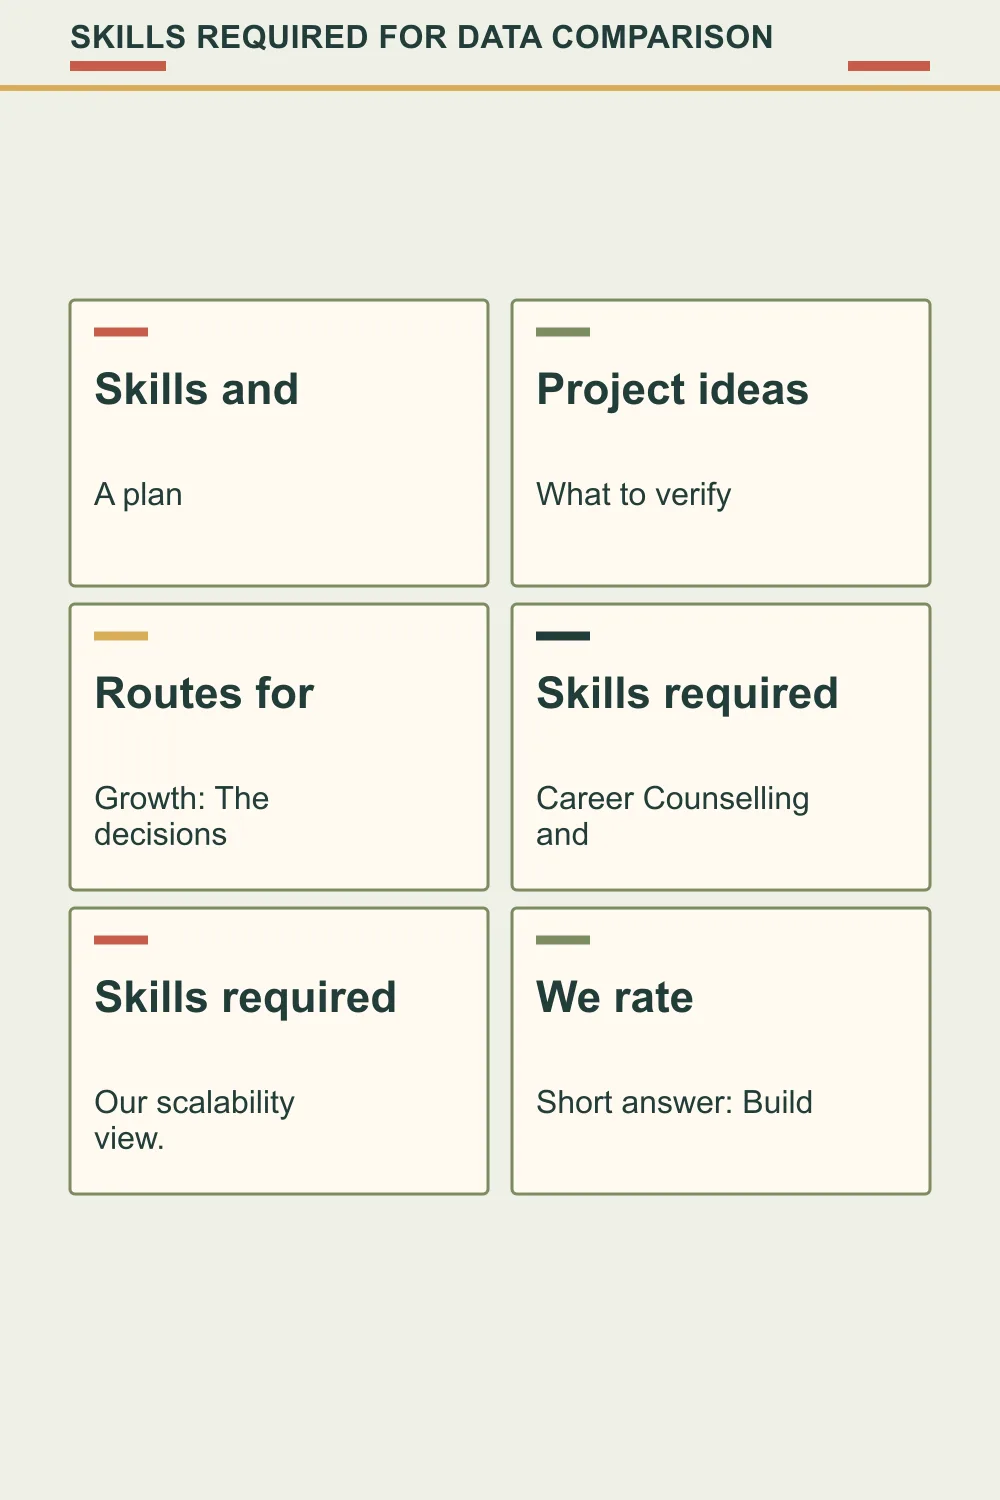 SKILLS REQUIRED FOR DATA COMPARISON
Skills and
A plan
Project ideas
What to verify
Routes for
Growth: The
decisions
Skills required
Career Counselling
and
Skills required
Our scalability
view.
We rate
Short answer: Build